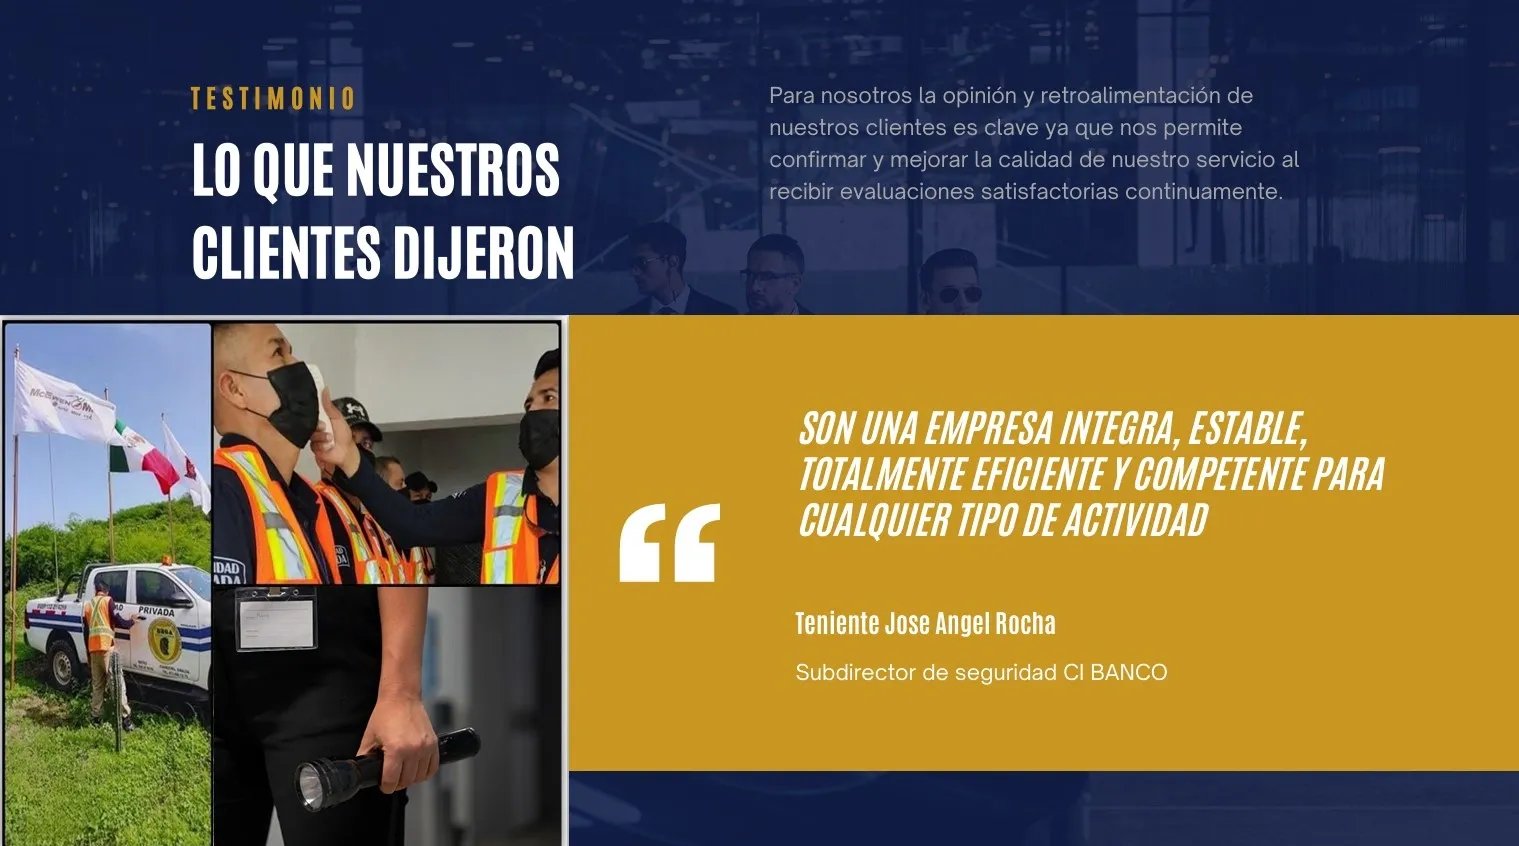 TESTIMONIO
LO QUE NUESTROS
CLIENTES DIJERON
Para nosotros la opinión y retroalimentación de
nuestros clientes es clave ya que nos permite
confirmar y mejorar la calidad de nuestro servicio al
recibir evaluaciones satisfactorias continuamente.
SON UNA EMPRESA INTEGRA, ESTABLE,
TOTALMENTE EFICIENTE Y COMPETENTE PARA
CUALQUIER TIPO DE ACTIVIDAD
Teniente Jose Angel Rocha
Subdirector de seguridad CI BANCO
PRIVADA